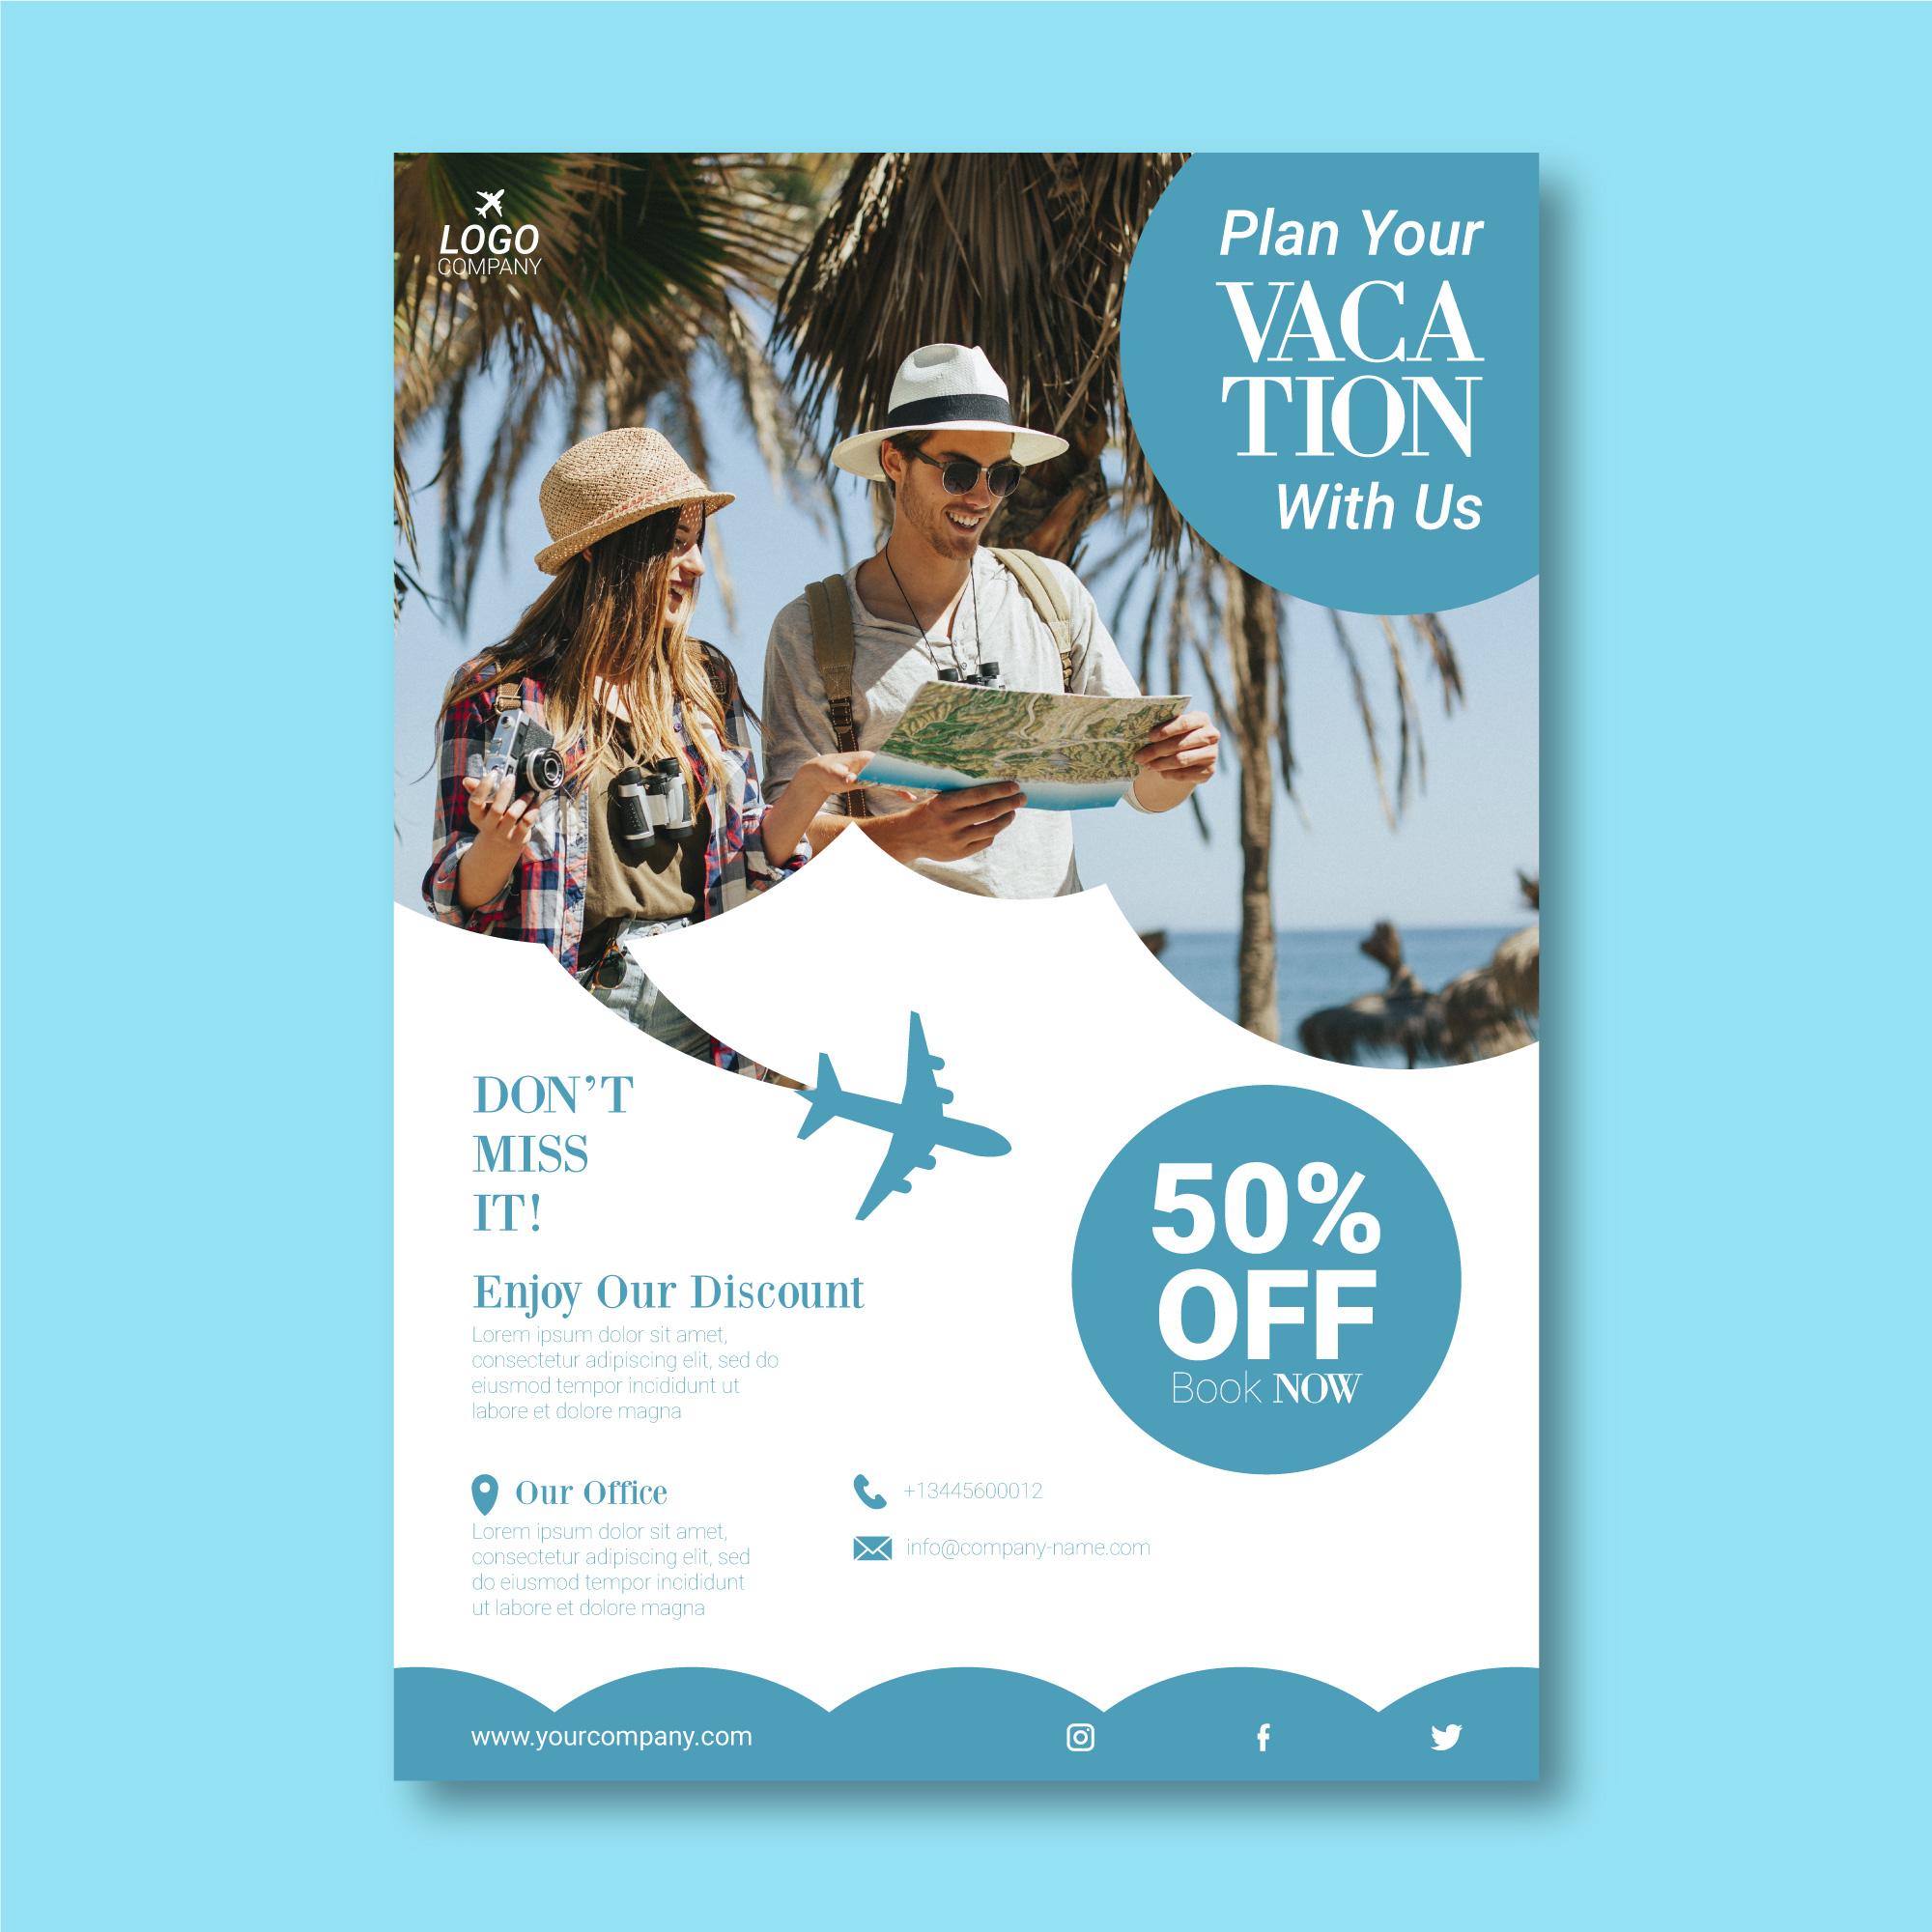 LOGO
COMPANY
Plan Your
VACA
TION
With Us
DON'T
MISS
IT!
Enjoy Our Discount
Lorem ipsum dolor sit amet,
consectetur adipiscing elit, sed do
eiusmod tempor incididunt ut
labore et dolore magna
50%
OFF
Book NOW
Our Office
Lorem ipsum dolor sit amet,
consectetur adipiscing elit, sed
do eiusmod tempor incididunt
ut labore et dolore magna
+13445600012
info@company-name.com
www.yourcompany.com